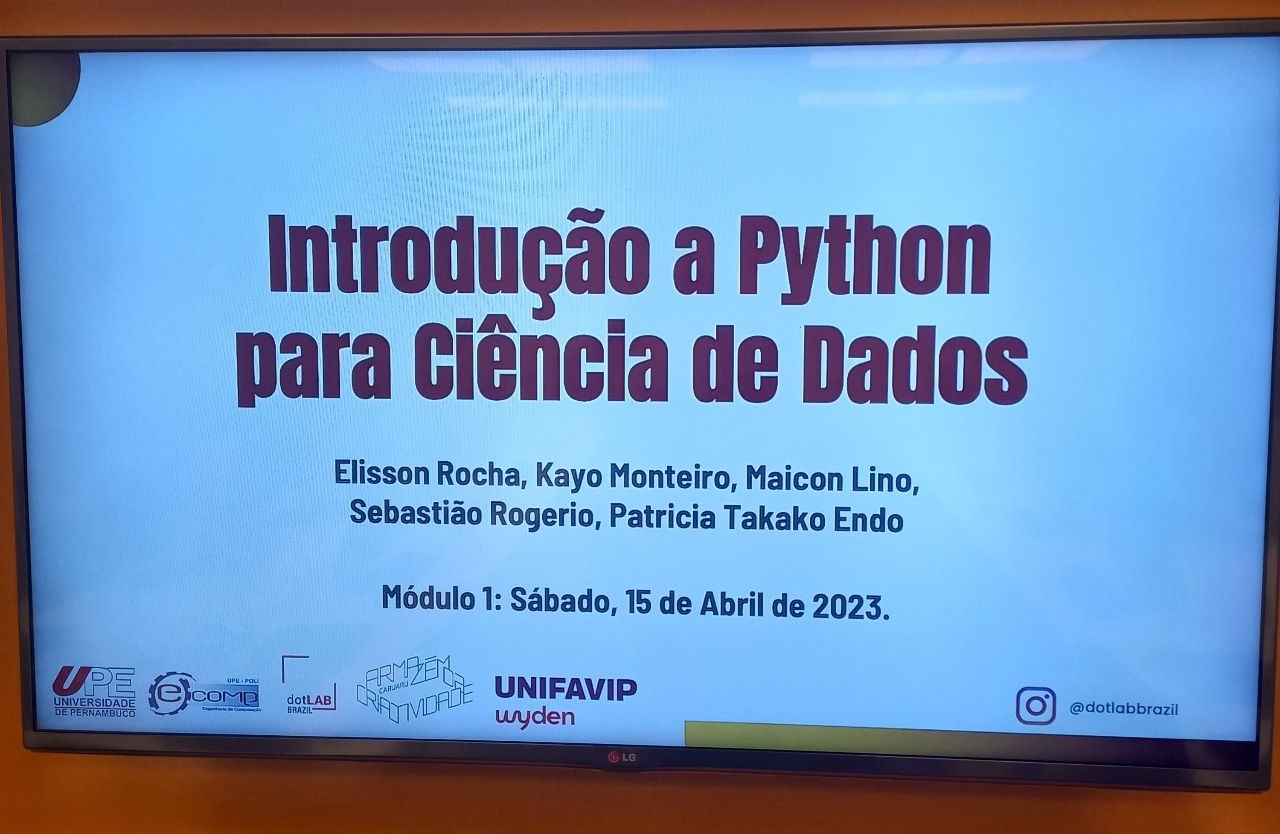 Introdução a Python
para Ciência de Dados
Elisson Rocha, Kayo Monteiro, Maicon Lino,
Sebastião Rogerio, Patricia Takako Endo
Módulo 1: Sábado, 15 de Abril de 2023.
UPE
UNIVERSIDADE
DE PERNAMBUCO
UPE - POLI
ecomp
Engenharia de Computação
dotLAB
BRAZIL
ARMAZÉM
DA
CARUARU
CRIATIVIDADE
UNIFAVIP
wyden
@dotlabbrazil
LG